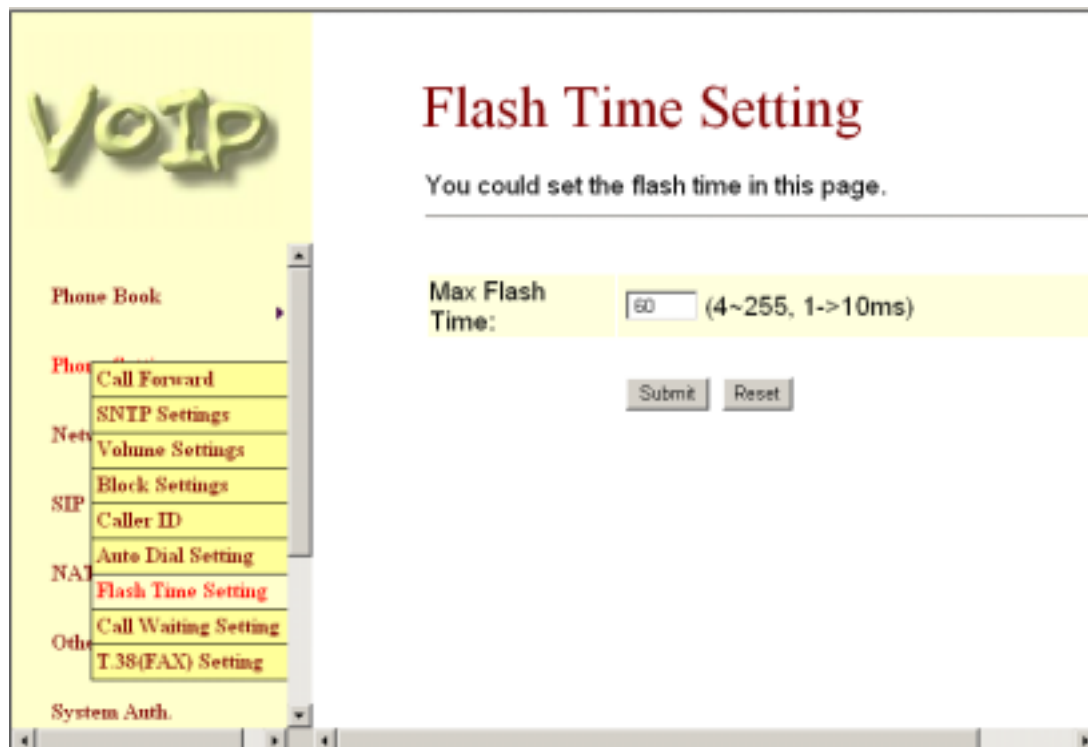 VoIP
Flash Time Setting
You could set the flash time in this page.
Phone Book
Call Forward
SNTP Settings
Volume Settings
Block Settings
SIP
Caller ID
Auto Dial Setting
Flash Time Setting
Call Waiting Setting
T.38(FAX) Setting
System Auth.
Max Flash
Time:
60 (4~255, 1->10ms)
Submit Reset